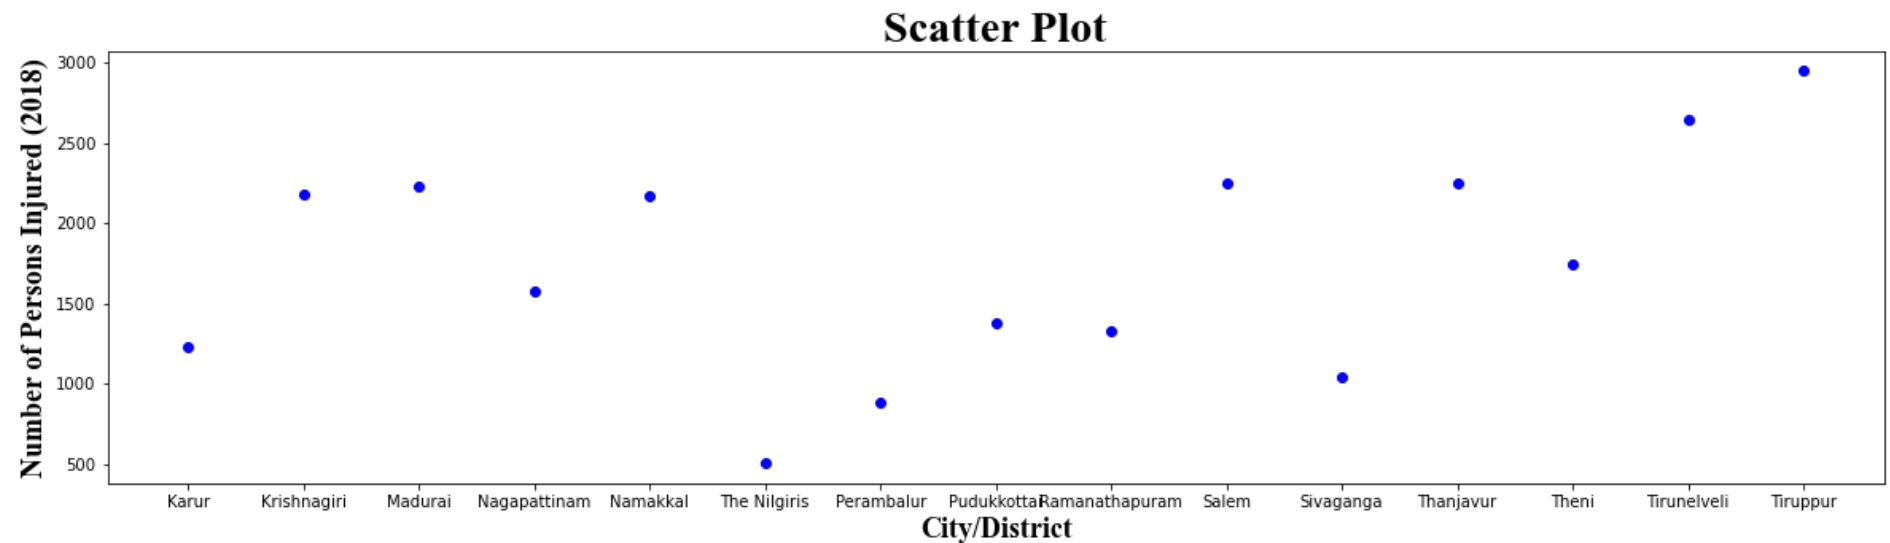 Scatter Plot
Number of Persons Injured (2018)
3000
2500
2000
1500
1000
500
Karur Krishnagiri Madurai Nagapattinam Namakkal The Nilgiris Perambalur Pudukkottai Ramanathapuram Salem Sivaganga Thanjavur Theni Tirunelveli Tiruppur
City/District